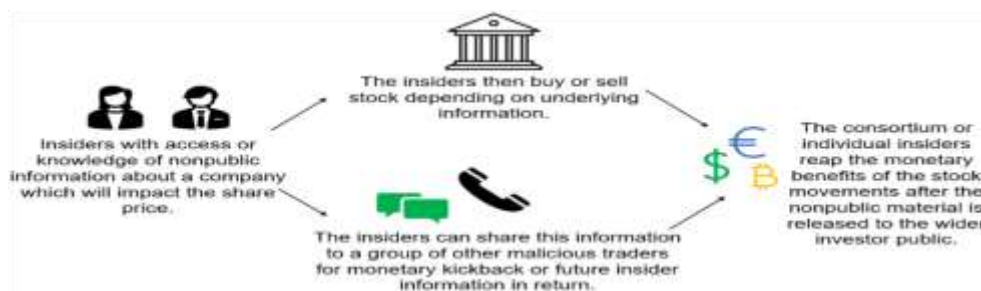 The insiders then buy or sell
stock depending on underlying
information.
Insiders with access or
knowledge of nonpublic
information about a company
which will impact the share
price.
The insiders can share this information
to a group of other malicious traders
for monetary kickback or future insider
information in return.
The consortium or
individual insiders
reap the monetary
benefits of the stock
movements after the
nonpublic material is
released to the wider
investor public.